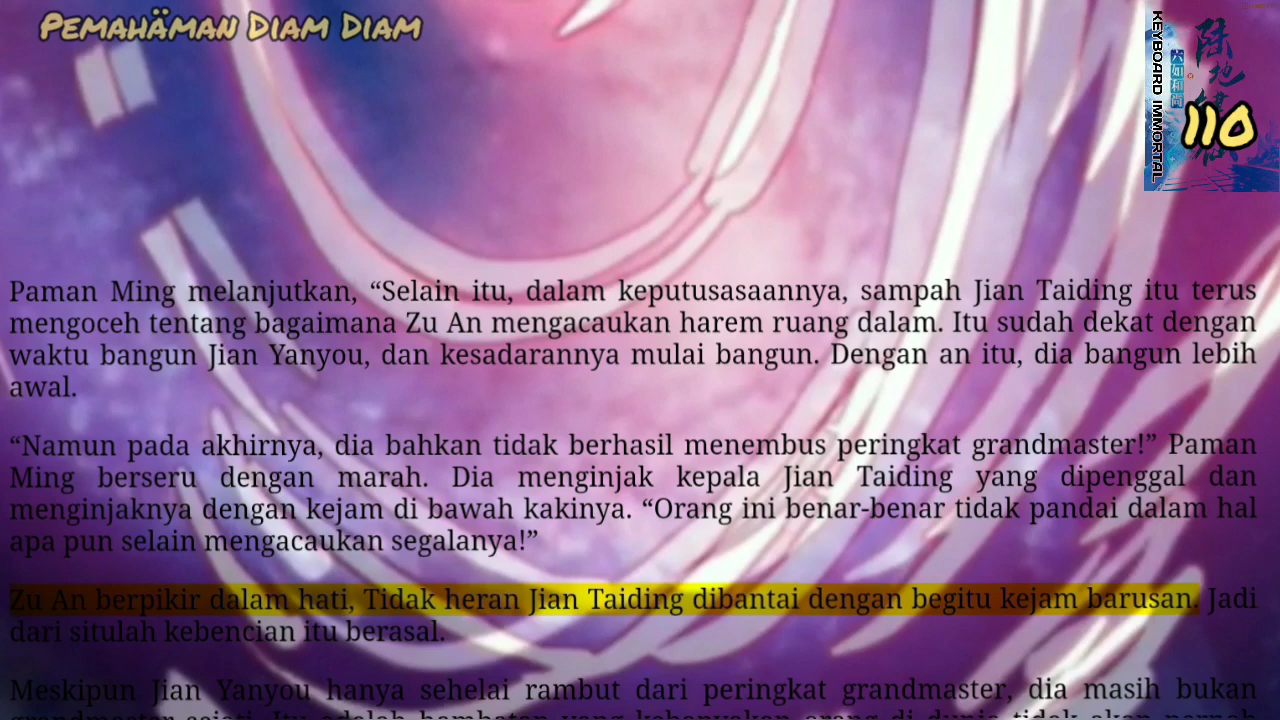 Pemahäman Diam Diam
KEYBOARD IMMORTAL
六如和尚
110
Paman Ming melanjutkan, “Selain itu, dalam keputusasaannya, sampah Jian Taiding itu terus
mengoceh tentang bagaimana Zu An mengacaukan harem ruang dalam. Itu sudah dekat dengan
waktu bangun Jian Yanyou, dan kesadarannya mulai bangun. Dengan an itu, dia bangun lebih
awal.
“Namun pada akhirnya, dia bahkan tidak berhasil menembus peringkat grandmaster!” Paman
Ming berseru dengan marah. Dia menginjak kepala Jian Taiding yang dipenggal dan
menginjaknya dengan kejam di bawah kakinya. “Orang ini benar-benar tidak pandai dalam hal
apa pun selain mengacaukan segalanya!”
Zu An berpikir dalam hati, Tidak heran Jian Taiding dibantai dengan begitu kejam barusan. Jadi
dari situlah kebencian itu berasal.
Meskipun Jian Yanyou hanya sehelai rambut dari peringkat grandmaster, dia masih bukan